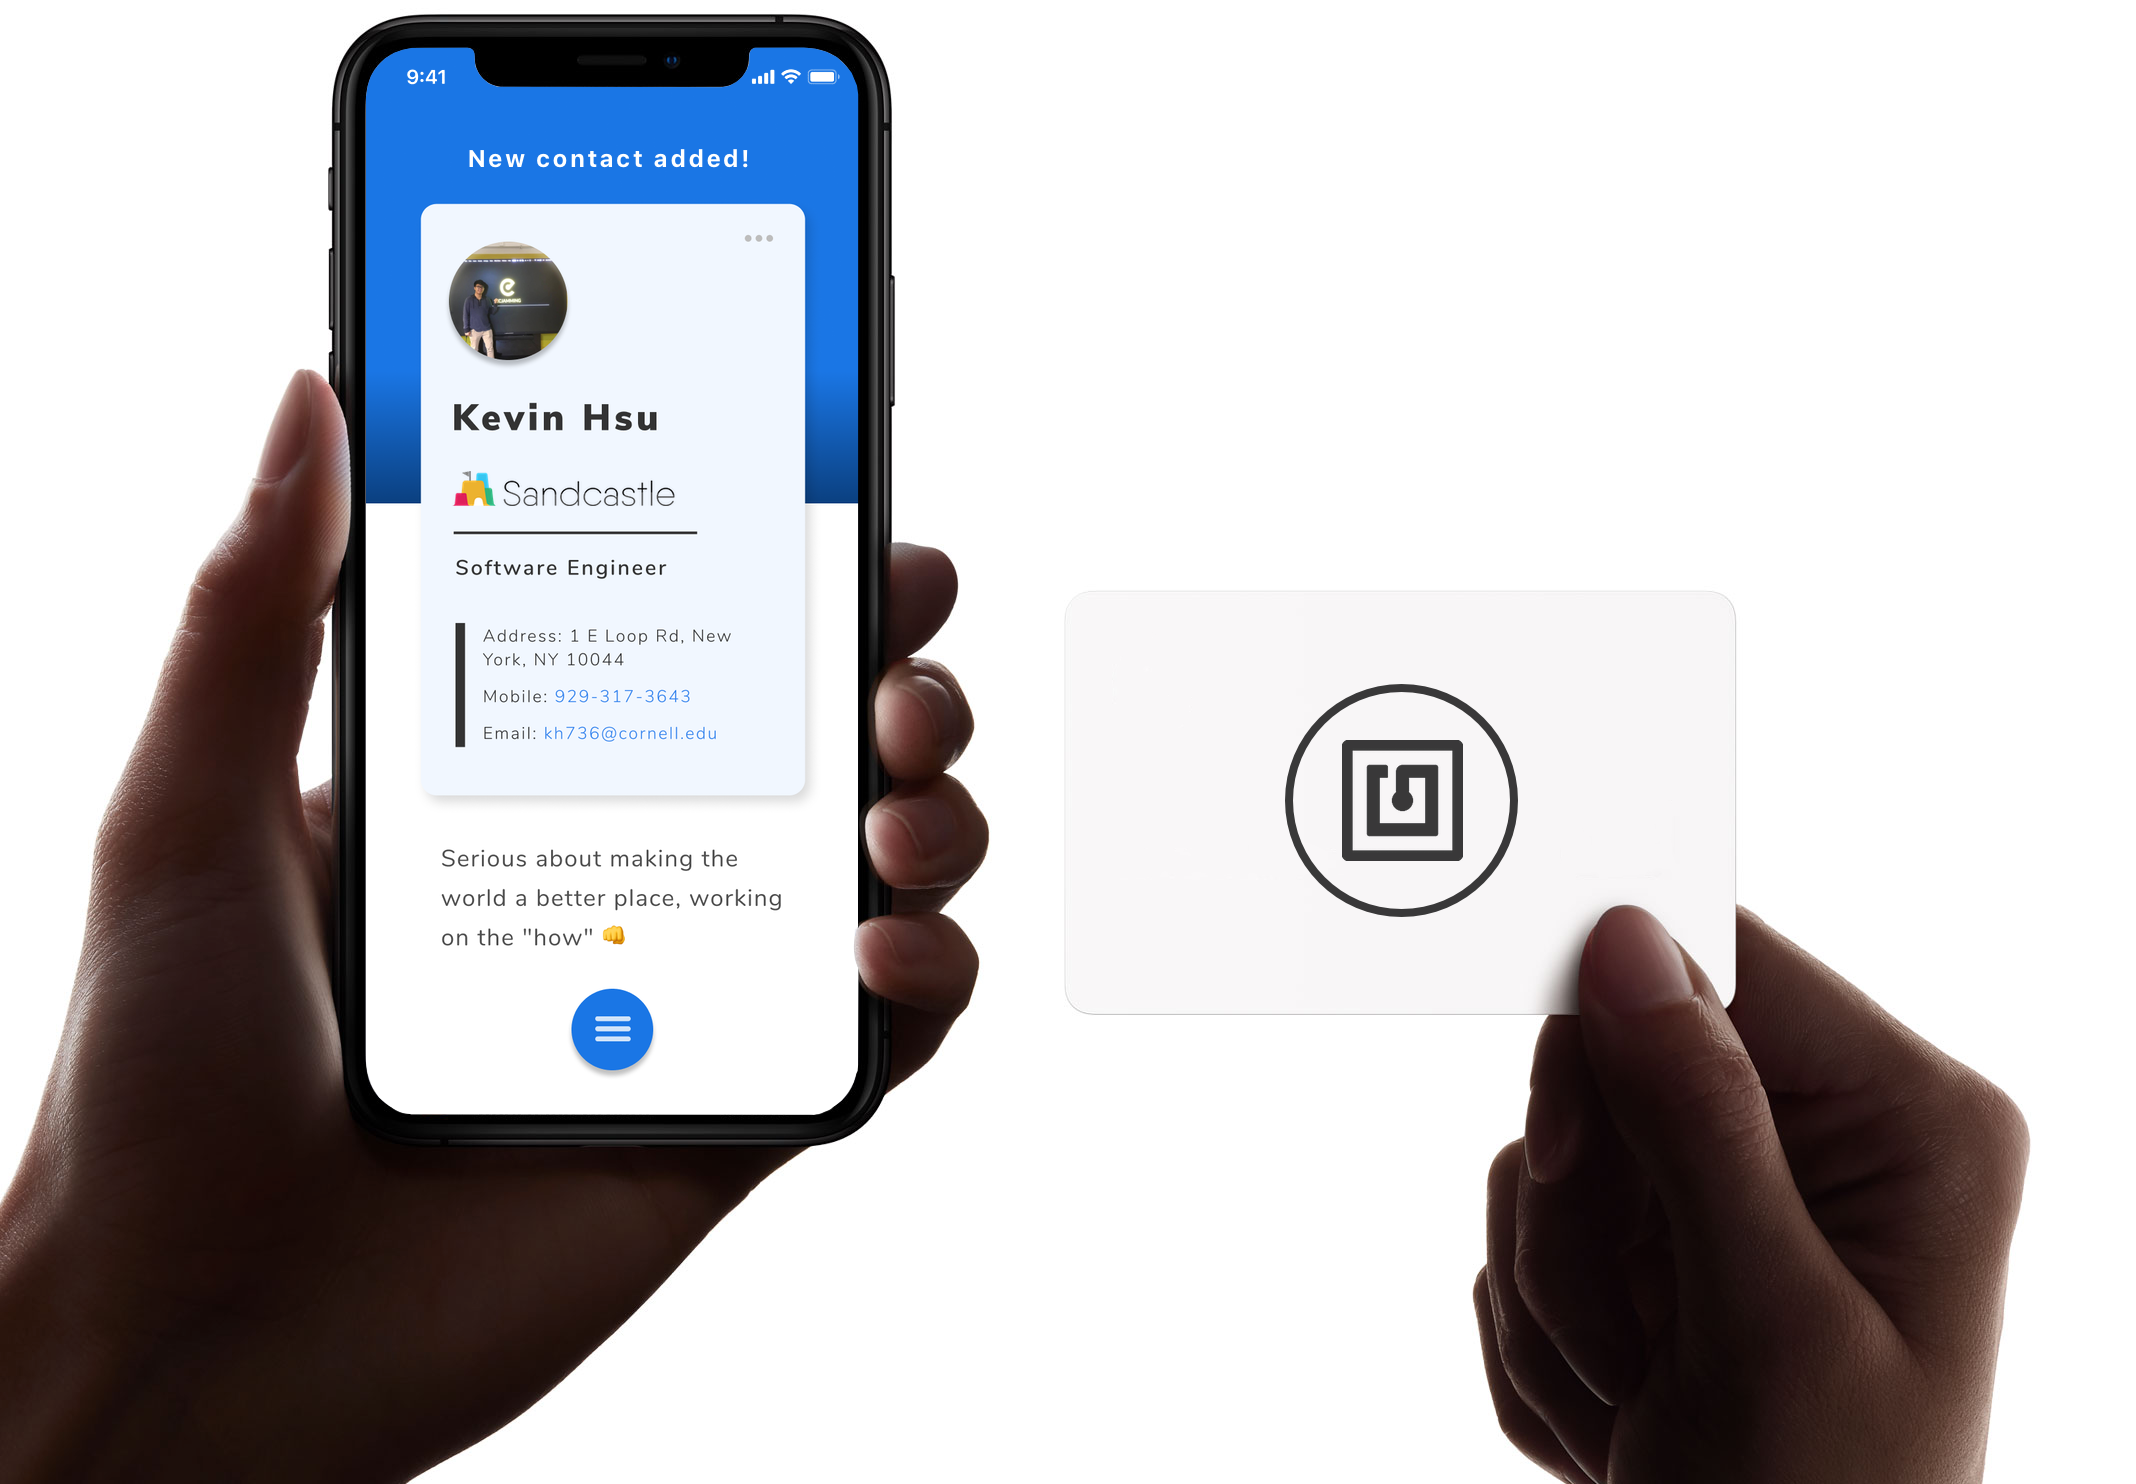 9:41
New contact added!
Kevin Hsu
Sandcastle
Software Engineer
Address: 1 E Loop Rd, New
York, NY 10044
Mobile: 929-317-3643
Email: kh736@cornell.edu
Serious about making the
world a better place, working
on the "how" 👊